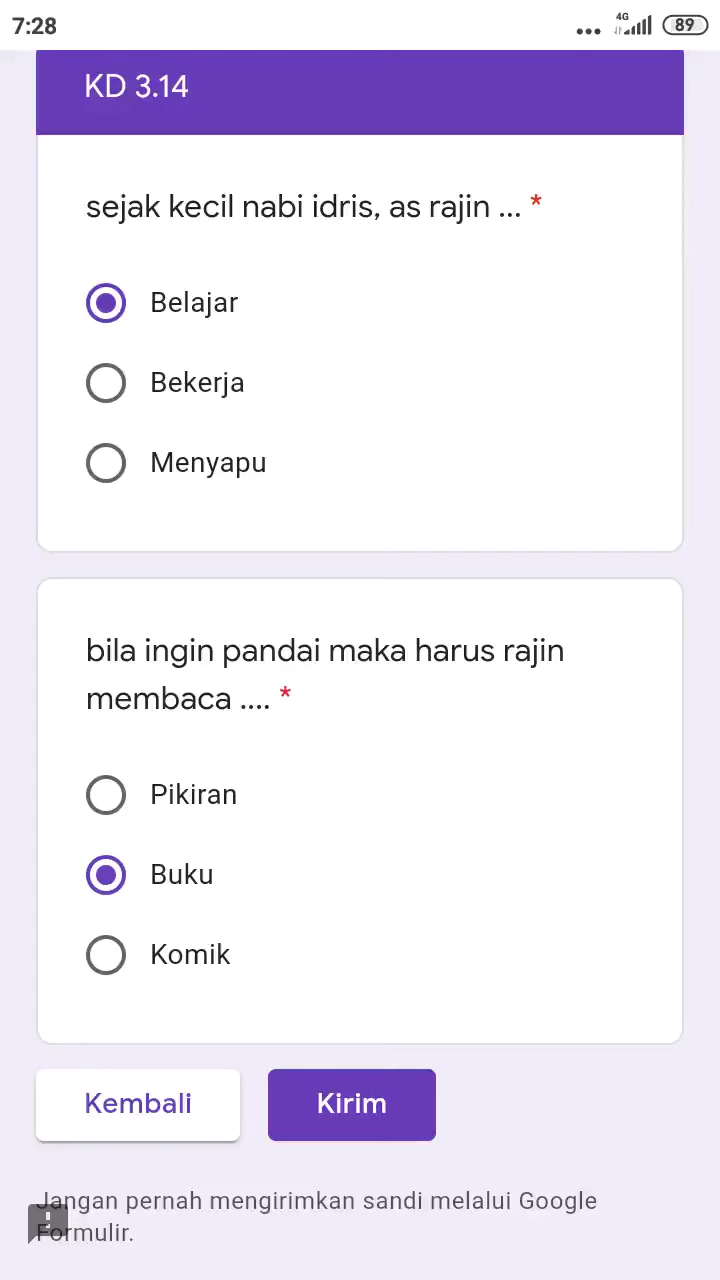 7:28
4G
89
KD 3.14
sejak kecil nabi idris, as rajin ... *
Belajar
Bekerja
Menyapu
bila ingin pandai maka harus rajin
membaca .... *
Pikiran
Buku
Komik
Kembali
Kirim
Jangan pernah mengirimkan sandi melalui Google
Formulir.